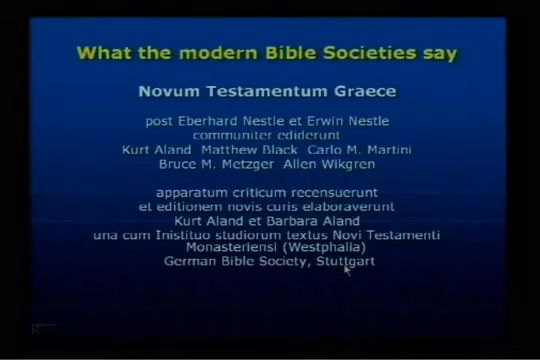 What the modern Bible Societies say
Novum Testamentum Graece
post Eberhard Nestle et Erwin Nestle
communiter ediderunt
Kurt Aland Matthew Black Carlo M. Martini
Bruce M. Metzger Allen Wikgren
apparatum criticum recensuerunt
et editionem novis curis elaboraverunt
Kurt Aland et Barbara Aland
una cum Inistituo studiorum textus Novi Testamenti
Monasteriensi (Westphalla)
German Bible Society, Stuttgart